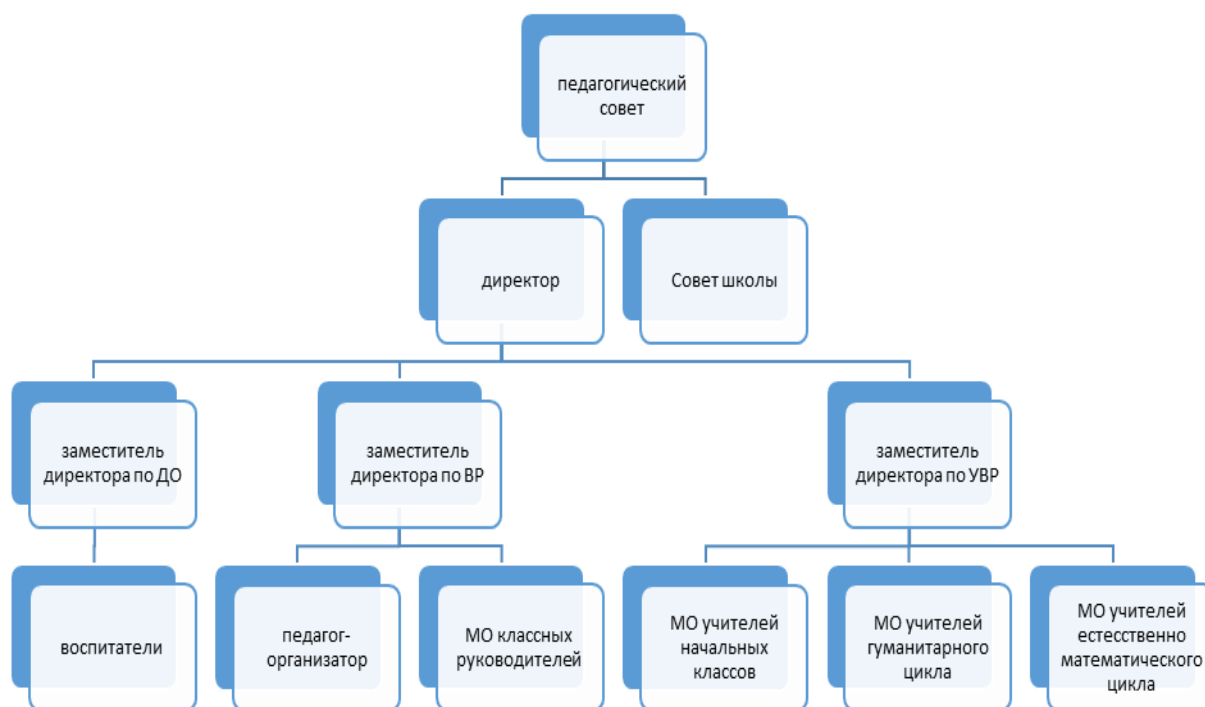 педагогический
совет
директор
Совет школы
заместитель
директора по ДО
заместитель
директора по ВР
заместитель
директора по УВР
воспитатели
педагог-
организатор
МО классных
руководителей
МО учителей
начальных
классов
МО учителей
гуманитарного
цикла
МО учителей
естесственно
математического
цикла